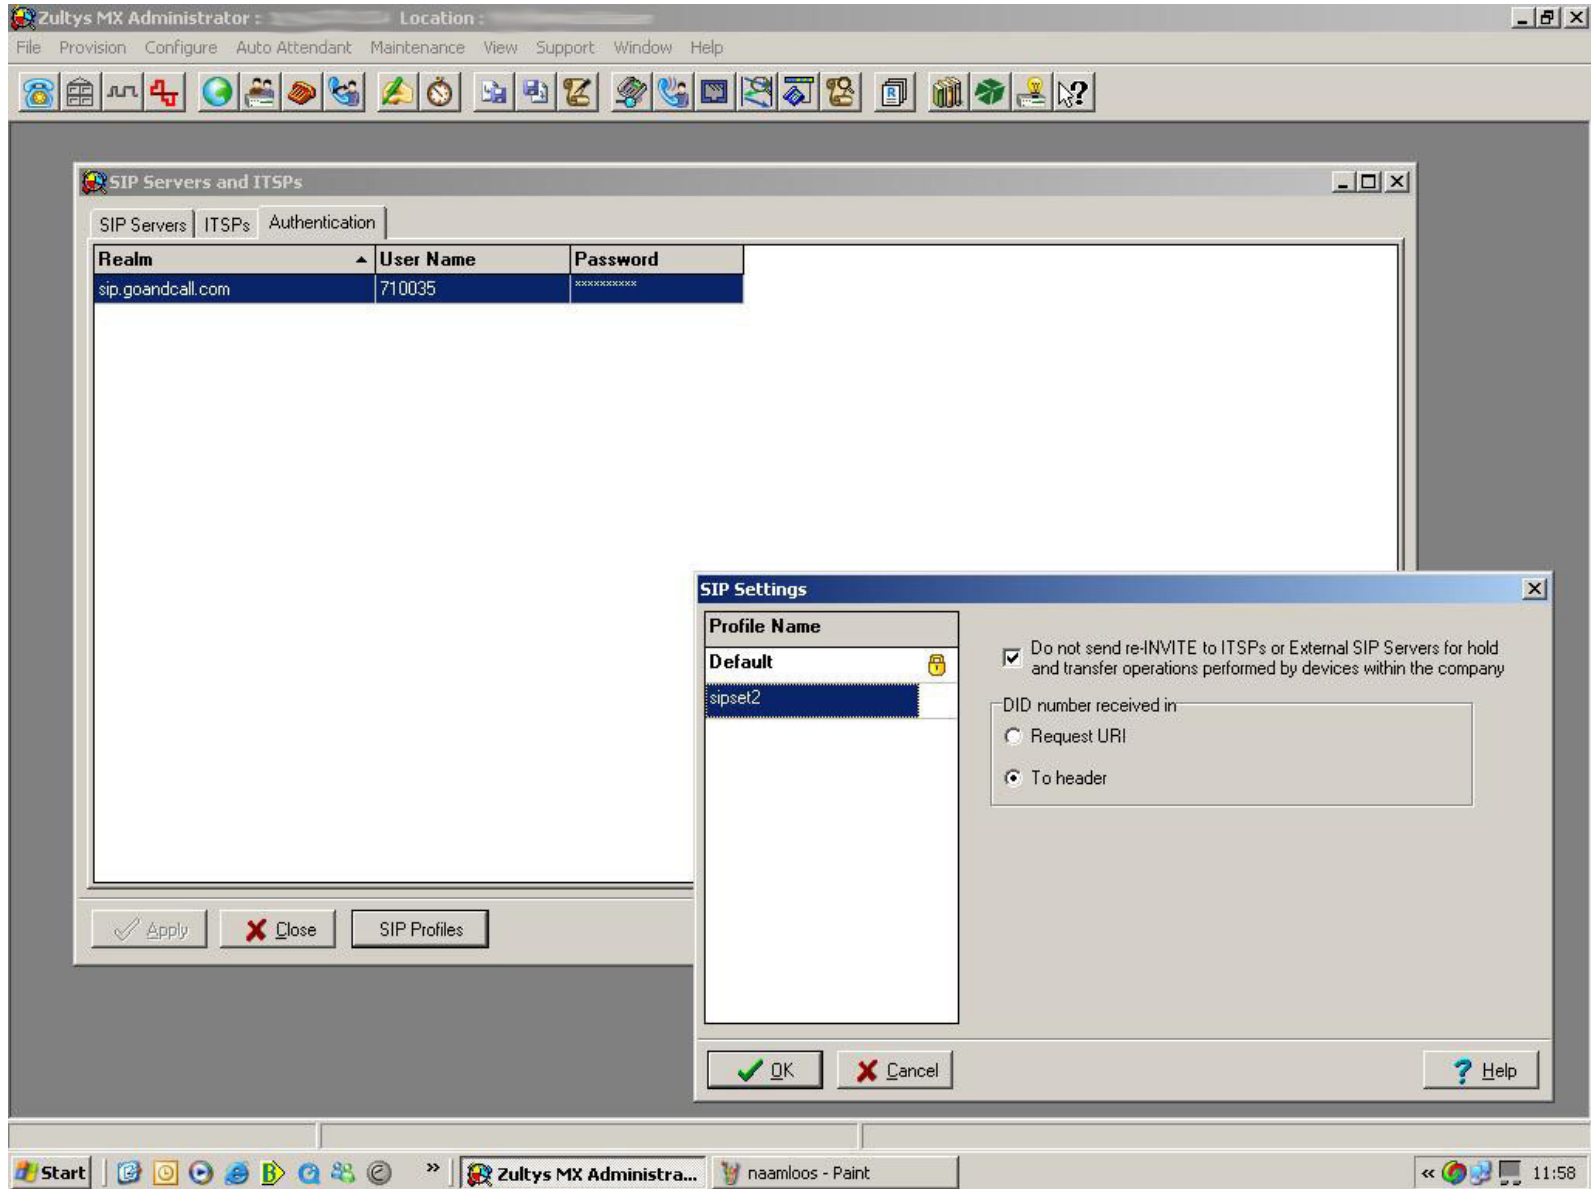 Zultys MX Administrator : Location :
File Provision Configure Auto Attendant Maintenance View Support Window Help
SIP Servers and ITSPs
SIP Servers ITSPs Authentication
Realm User Name Password
sip.goandcall.com 710035 **********
SIP Settings
Profile Name
Default
sipset2
Do not send re-INVITE to ITSPs or External SIP Servers for hold
and transfer operations performed by devices within the company
DID number received in
Request URI
To header
Apply Close SIP Profiles
OK Cancel Help
Start » Zultys MX Administra... naamloos - Paint « 11:58